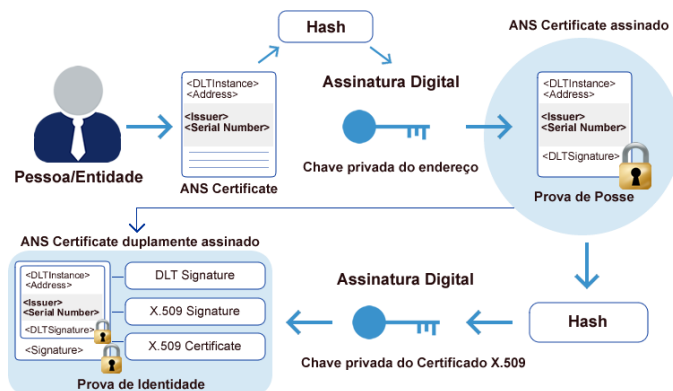 Hash
ANS Certificate assinado
<DLTInstance>
<Address>
<Issuer>
<Serial Number>
ANS Certificate
Pessoa/Entidade
Assinatura Digital
Chave privada do endereço
<DLTInstance>
<Address>
<Issuer>
<Serial Number>
<DLTSignature>
Prova de Posse
ANS Certificate duplamente assinado
<DLTInstance>
<Address>
<Issuer>
<Serial Number>
<DLTSignature>
<Signature>
DLT Signature
X.509 Signature
X.509 Certificate
Prova de Identidade
Assinatura Digital
Chave privada do Certificado X.509
Hash